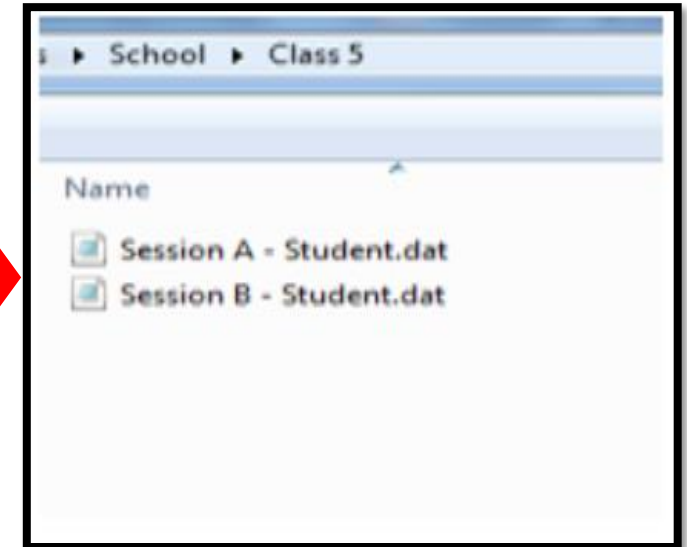 s ▸ School ▸ Class 5
Name
Session A - Student.dat
Session B - Student.dat